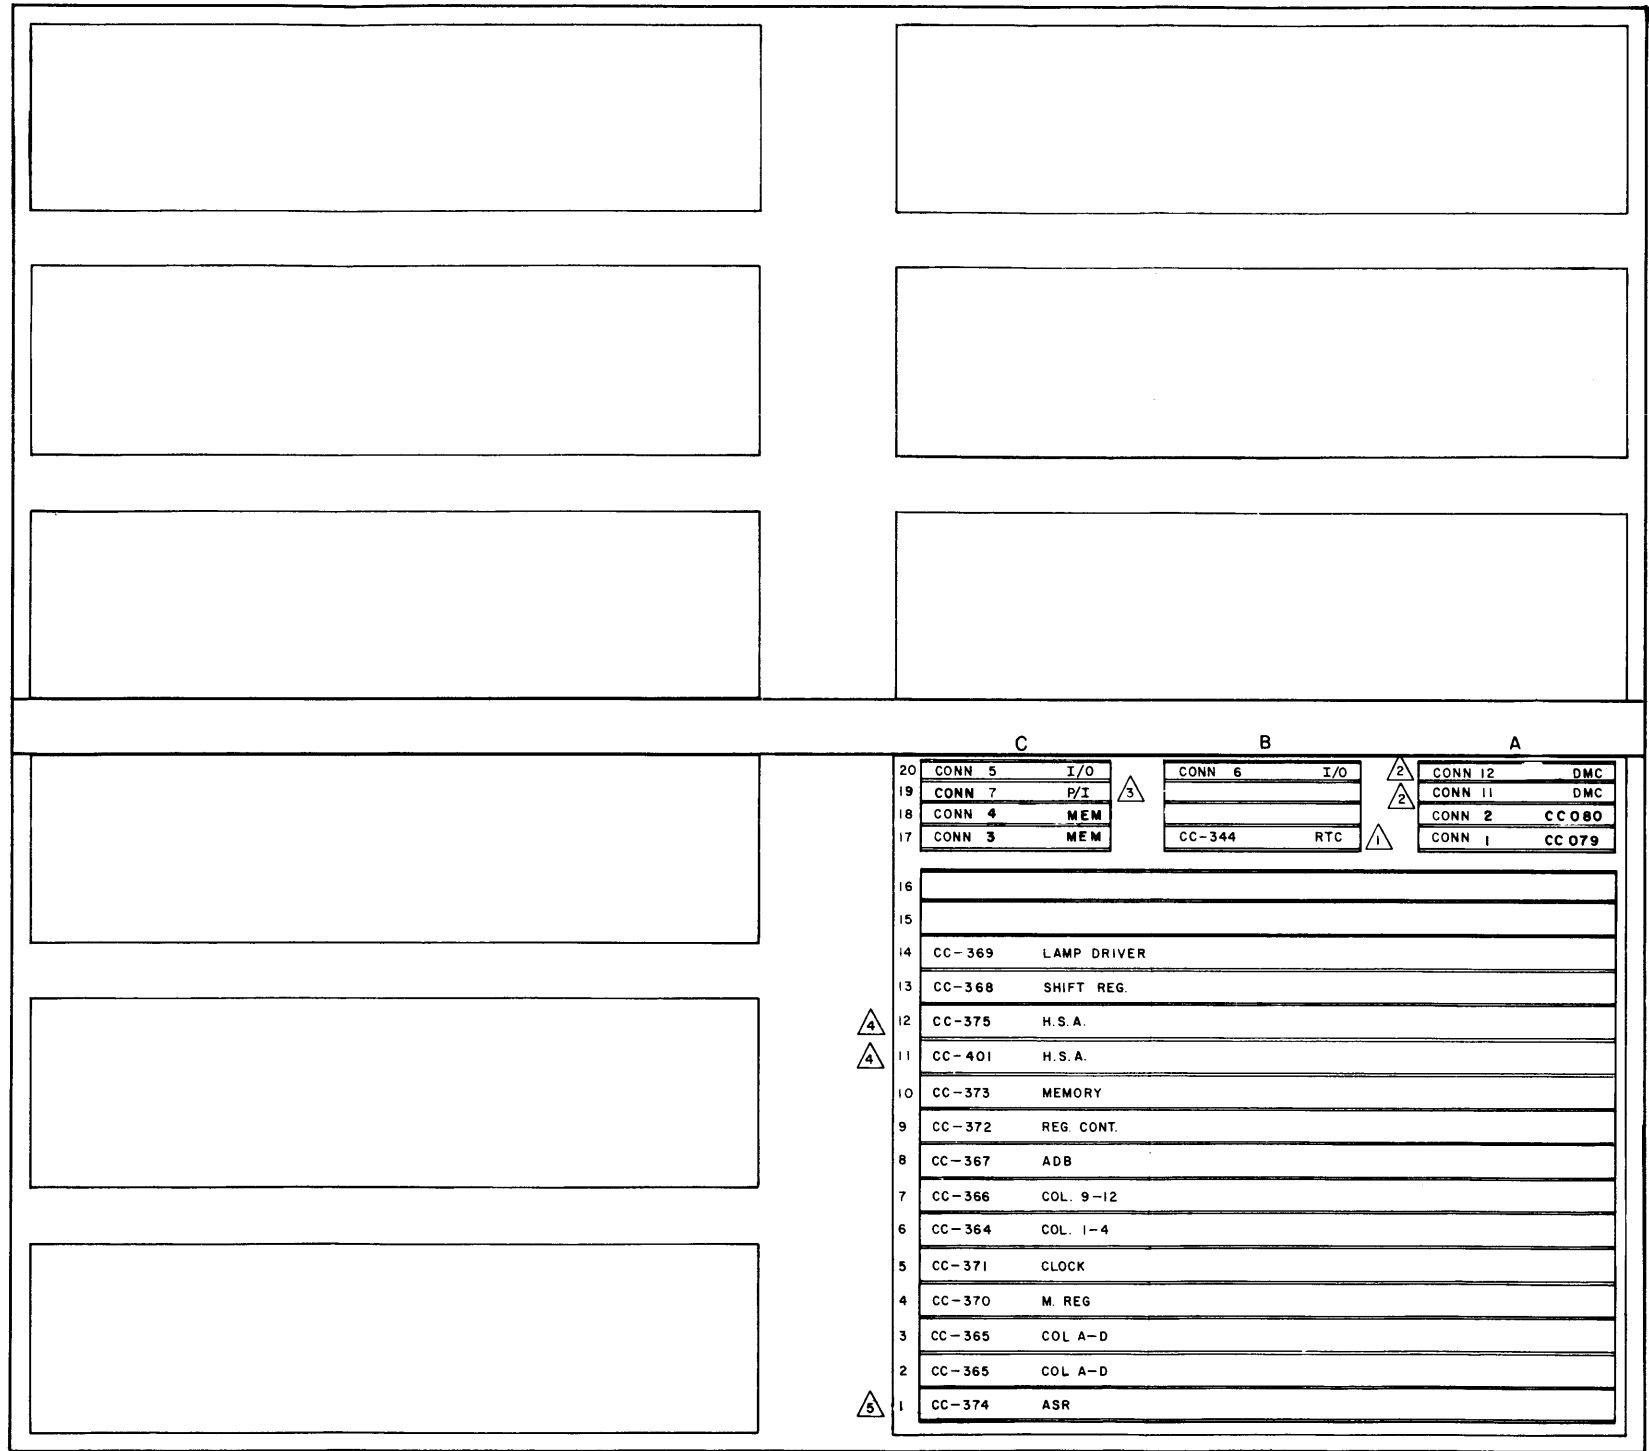 C B A
20 CONN 5 I/O CONN 6 I/O 2 CONN 12 DMC
19 CONN 7 P/I 3 2 CONN 11 DMC
18 CONN 4 MEM CONN 2 CC080
17 CONN 3 MEM CC-344 RTC 1 CONN 1 CC079
16
15
14 CC-369 LAMP DRIVER
13 CC-368 SHIFT REG.
4 12 CC-375 H.S.A.
4 11 CC-401 H.S.A.
10 CC-373 MEMORY
9 CC-372 REG. CONT.
8 CC-367 ADB
7 CC-366 COL. 9-12
6 CC-364 COL. 1-4
5 CC-371 CLOCK
4 CC-370 M. REG
3 CC-365 COL A-D
2 CC-365 COL A-D
5 1 CC-374 ASR